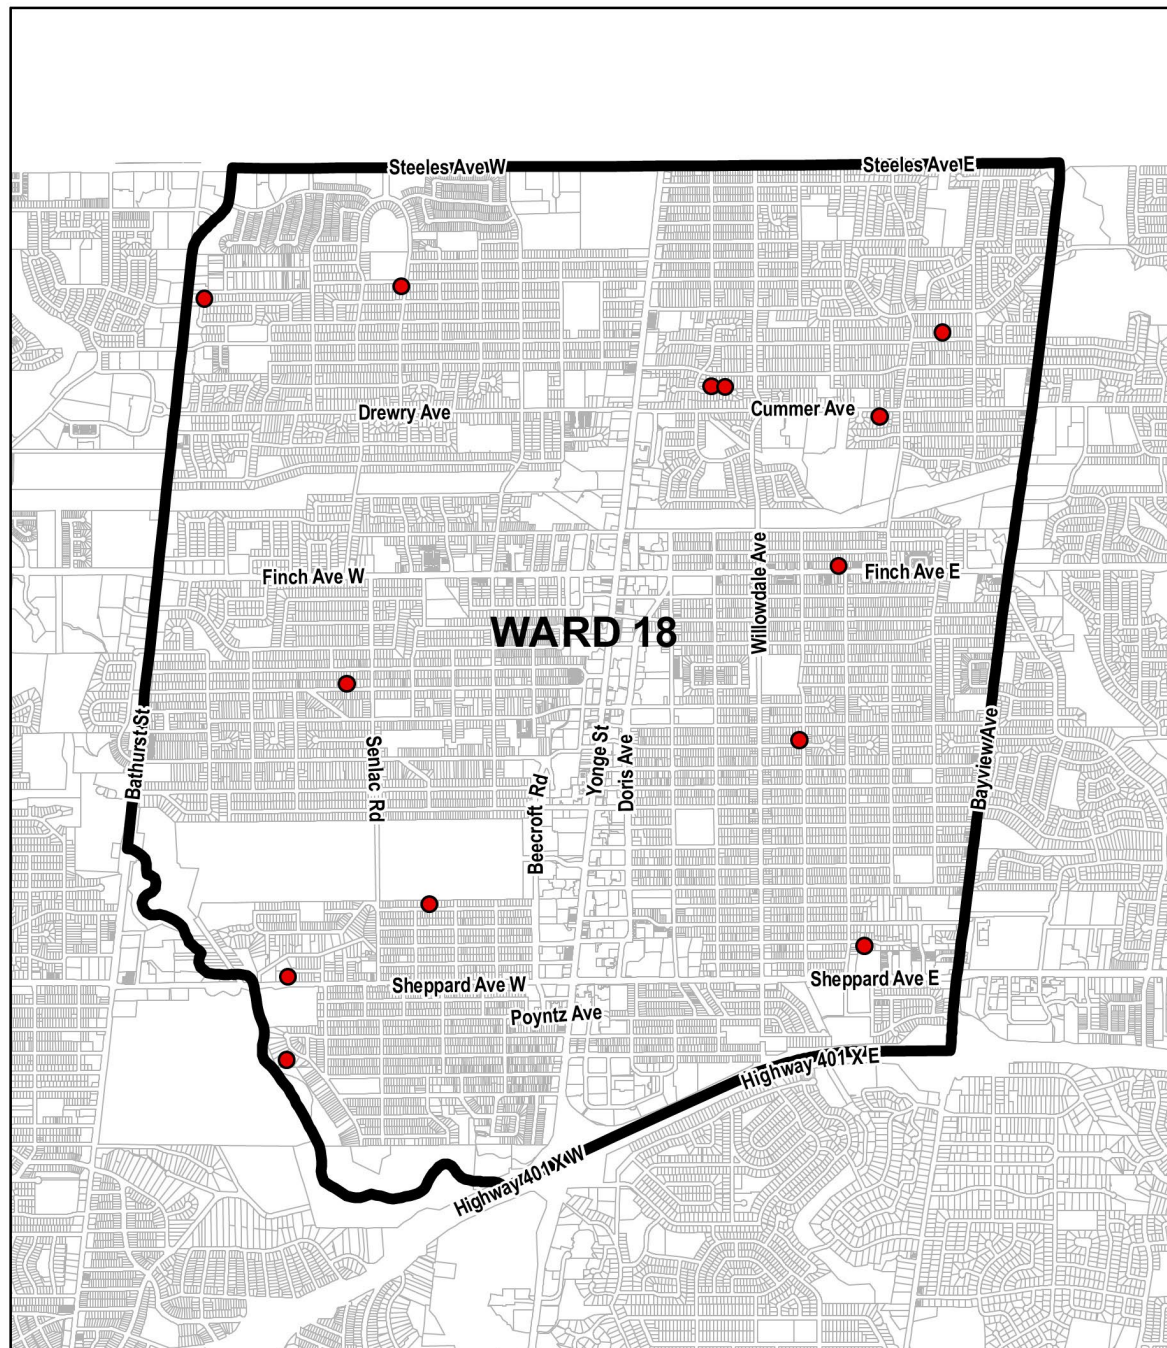 Steeles Ave W
Steeles Ave E
Drewry Ave
Cummer Ave
Finch Ave W
Willowdale Ave
Finch Ave E
WARD 18
Bathurst St
Senlac Rd
Beecroft Rd
Yonge St
Doris Ave
Bayview Ave
Sheppard Ave W
Sheppard Ave E
Poyntz Ave
Highway 401 X E
Highway 401 X W